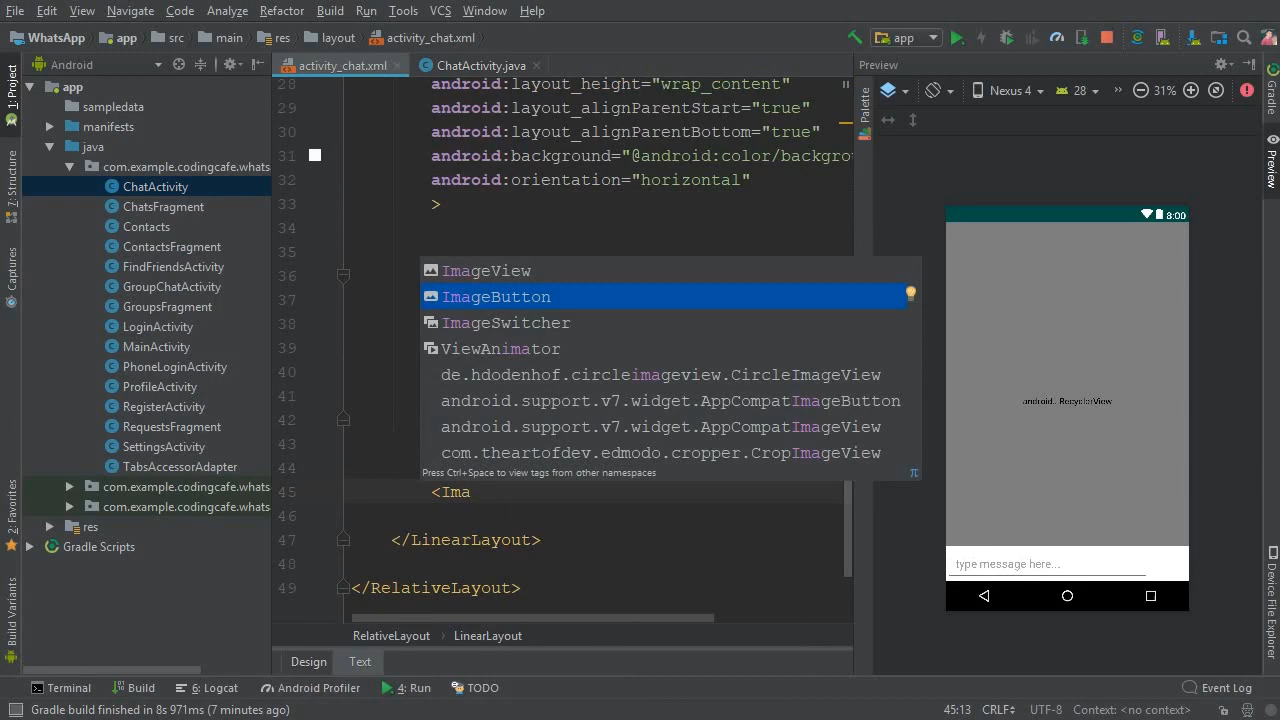 File Edit View Navigate Code Analyze Refactor Build Run Tools VCS Window Help
WhatsApp app src main res layout activity_chat.xml app
1: Project
Z: Structure
Captures
2: Favorites
Build Variants
Android
app
sampledata
manifests
java
com.example.codingcafe.whats
ChatActivity
ChatsFragment
Contacts
ContactsFragment
FindFriendsActivity
GroupChatActivity
GroupsFragment
LoginActivity
MainActivity
PhoneLoginActivity
ProfileActivity
RegisterActivity
RequestsFragment
SettingsActivity
TabsAccessorAdapter
com.example.codingcafe.whats
com.example.codingcafe.whats
res
Gradle Scripts
activity_chat.xml ChatActivity.java
28 android:layout_height="wrap_content"
29 android:layout_alignParentStart="true"
30 android:layout_alignParentBottom="true"
31 android:background="@android:color/backgrou
32 android:orientation="horizontal"
33 >
34
35
36
37
38
39
40
41
42
43
44
45 <Ima
46
47 </LinearLayout>
48
49 </RelativeLayout>
ImageView
ImageButton
ImageSwitcher
ViewAnimator
de.hdodenhof.circleimageview.CircleImageView
android.support.v7.widget.AppCompatImageButton
android.support.v7.widget.AppCompatImageView
com.theartofdev.edmodo.cropper.CropImageView
Press Ctrl+Space to view tags from other namespaces π
RelativeLayout LinearLayout
Design Text
Palette
Preview
Nexus 4 28 » 31%
8:00
android...RecyclerView
type message here...
Gradle
Preview
Device File Explorer
Terminal Build 6: Logcat Android Profiler 4: Run TODO Event Log
Gradle build finished in 8s 971ms (7 minutes ago) 45:13 CRLF UTF-8 Context: <no context>